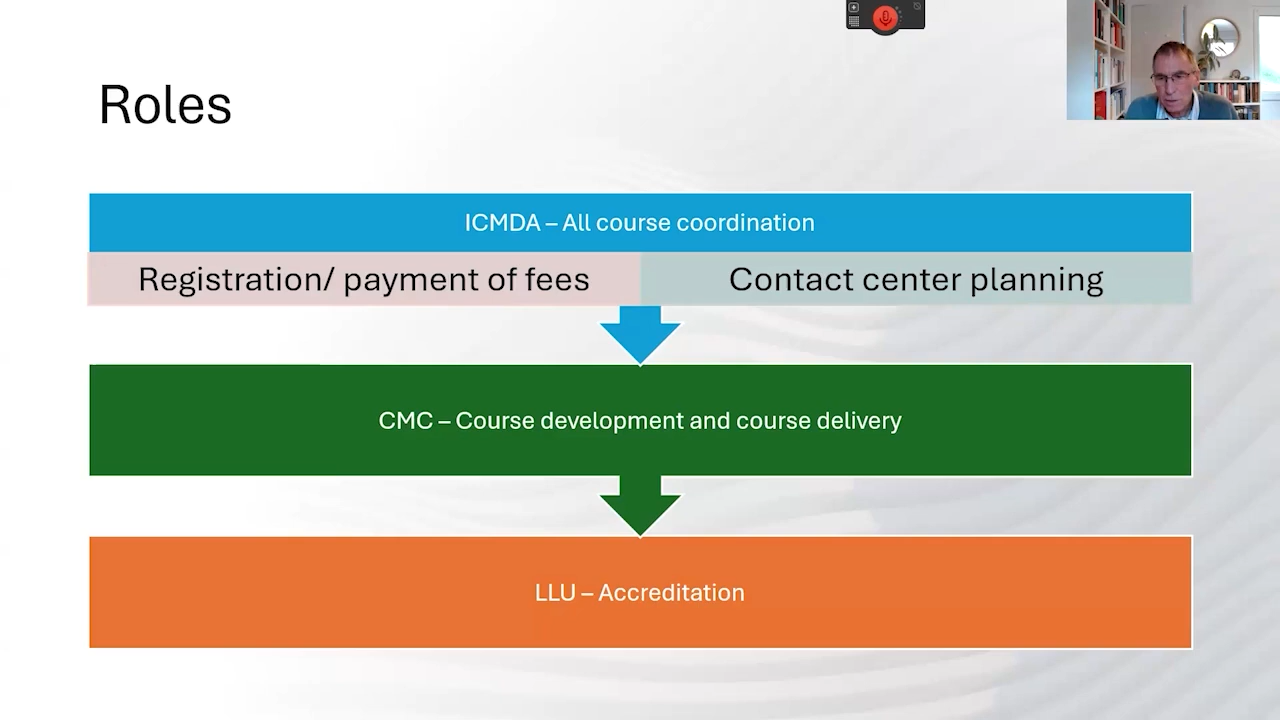 Roles
ICMDA – All course coordination
Registration/ payment of fees
Contact center planning
CMC – Course development and course delivery
LLU – Accreditation